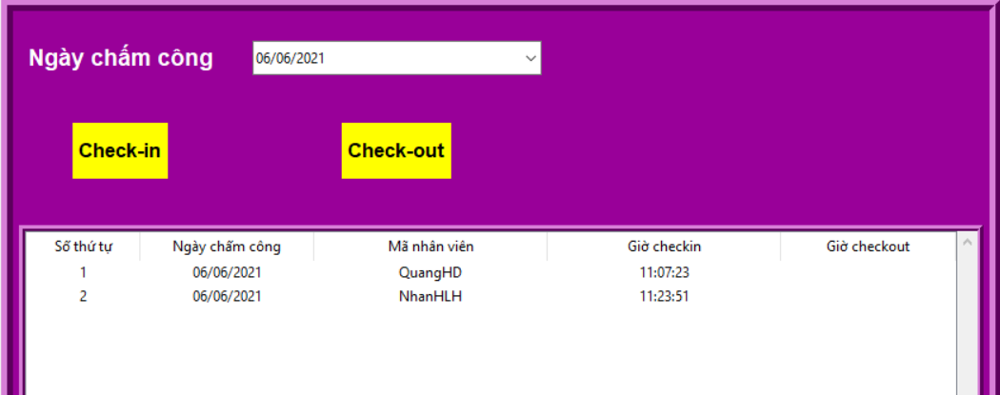 Ngày chấm công 06/06/2021
Check-in Check-out
Số thứ tự Ngày chấm công Mã nhân viên Giờ checkin Giờ checkout
1 06/06/2021 QuangHD 11:07:23
2 06/06/2021 NhanHLH 11:23:51